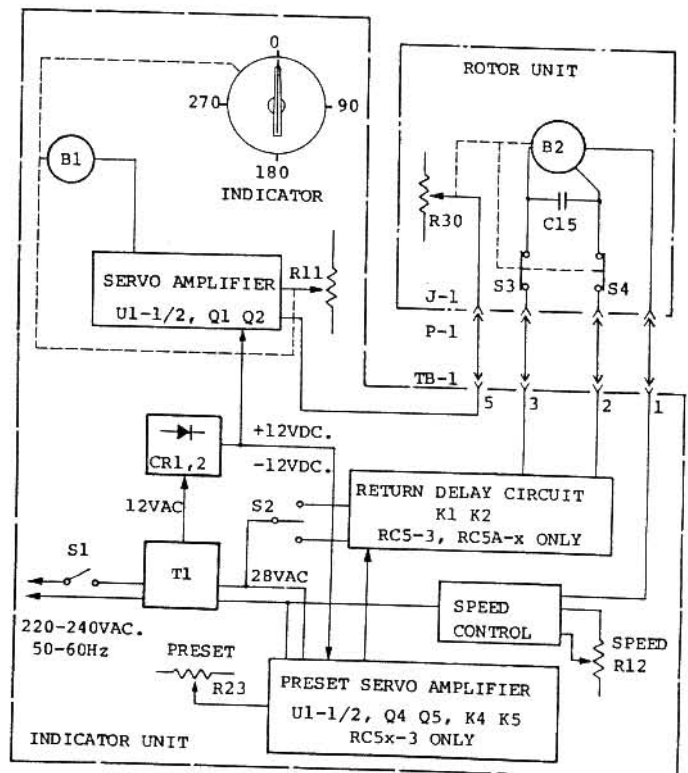 0
ROTOR UNIT
270
90
B1
B2
180
INDICATOR
C15
R30
R11
SERVO AMPLIFIER
S3
S4
U1-1/2, Q1 Q2
J-1
P-1
TB-1
5
3
2
1
+12VDC.
CR1,2
-12VDC.
12VAC
S2
RETURN DELAY CIRCUIT
K1 K2
RC5-3, RC5A-x ONLY
S1
T1
28VAC
SPEED
CONTROL
220-240VAC.
50-60Hz
PRESET
SPEED
R12
R23
PRESET SERVO AMPLIFIER
U1-1/2, Q4 Q5, K4 K5
RC5x-3 ONLY
INDICATOR UNIT